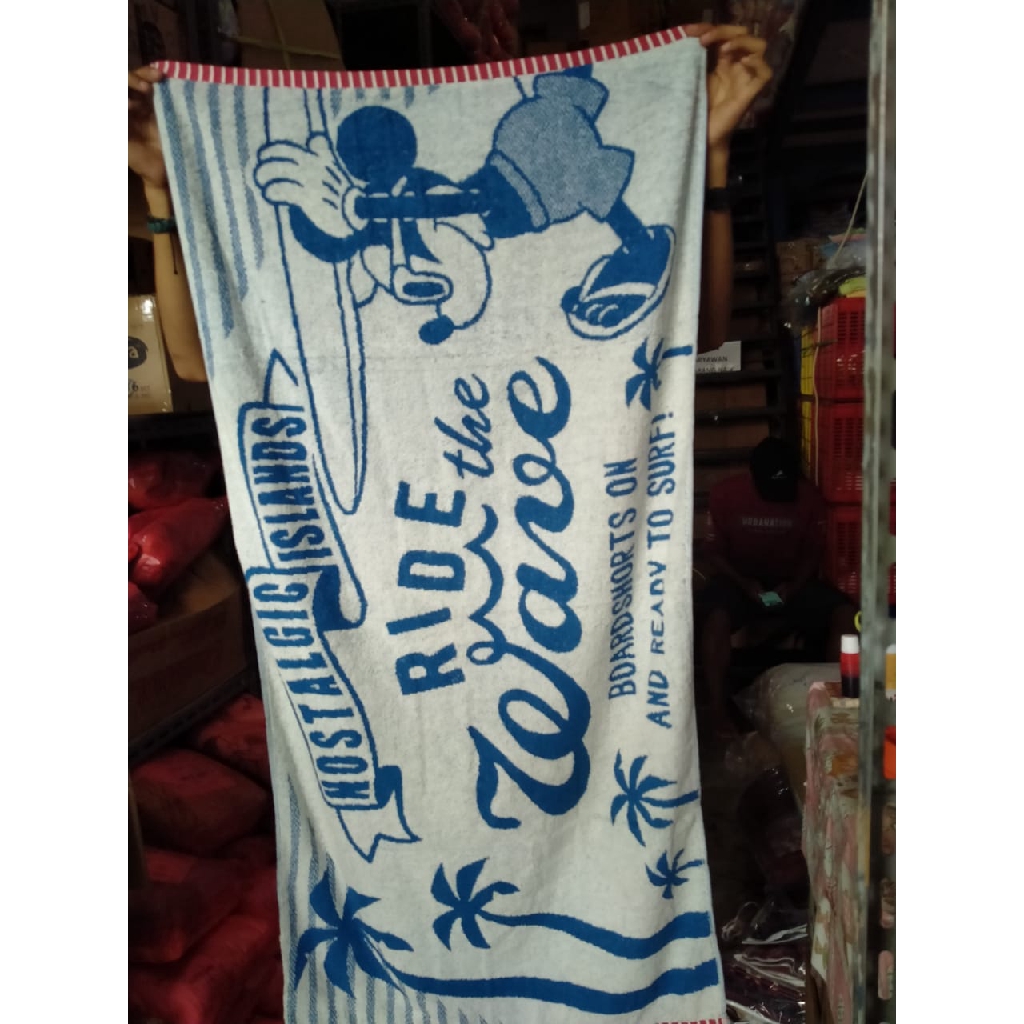 NOSTALGIC ISLANDS
RIDE the
Wave
BOARDSHORTS ON
AND READY TO SURF!